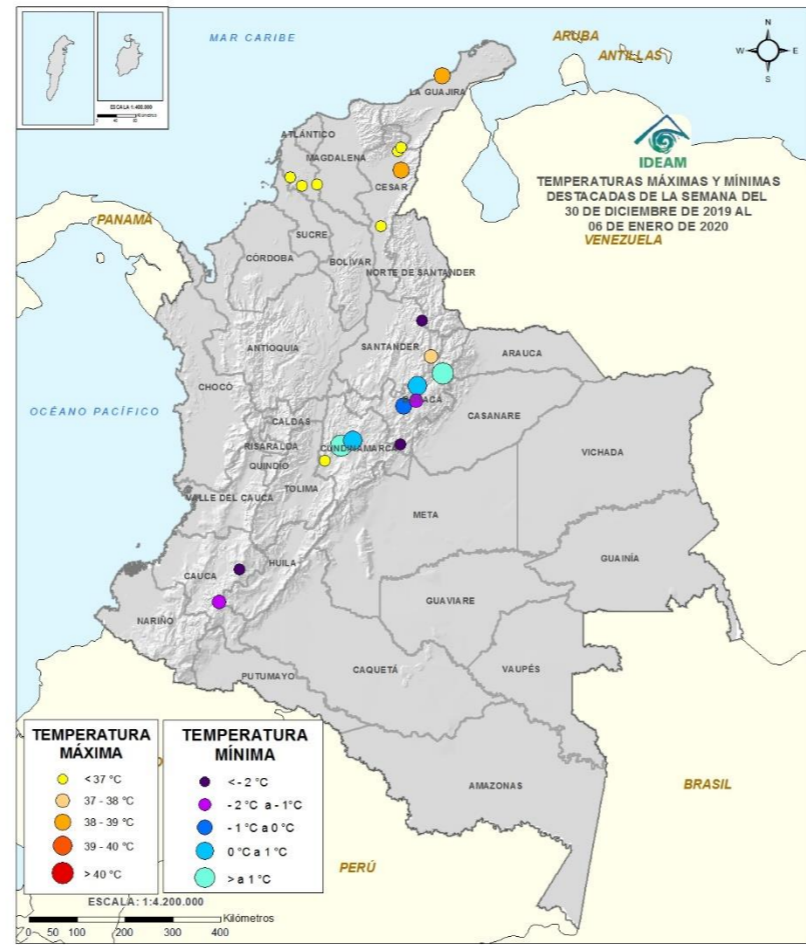 MAR CARIBE
ARUBA
ANTILLAS
N
W
E
S
ESCALA 1:400.000
LA GUAJIRA
ATLÁNTICO
MAGDALENA
CESAR
IDEAM
TEMPERATURAS MÁXIMAS Y MÍNIMAS
DESTACADAS DE LA SEMANA DEL
30 DE DICIEMBRE DE 2019 AL
06 DE ENERO DE 2020
VENEZUELA
PANAMÁ
SUCRE
CÓRDOBA
BOLÍVAR
NORTE DE SANTANDER
ANTIOQUIA
SANTANDER
ARAUCA
CHOCÓ
OCÉANO PACÍFICO
CASANARE
CALDAS
RISARALDA
CUNDINAMARCA
VICHADA
QUINDIO
TOLIMA
VALLE DEL CAUCA
META
HUILA
GUAINÍA
CAUCA
GUAVIARE
NARIÑO
CAQUETÁ
VAUPÉS
PUTUMAYO
AMAZONAS
BRASIL
PERÚ
TEMPERATURA
MÁXIMA
< 37 °C
37 - 38 °C
38 - 39 °C
39 - 40 °C
> 40 °C
TEMPERATURA
MÍNIMA
< - 2 °C
- 2 °C a - 1°C
- 1 °C a 0 °C
0 °C a 1 °C
> a 1 °C
ESCALA: 1:4.200.000
Kilómetros
0 50 100 200 300 400